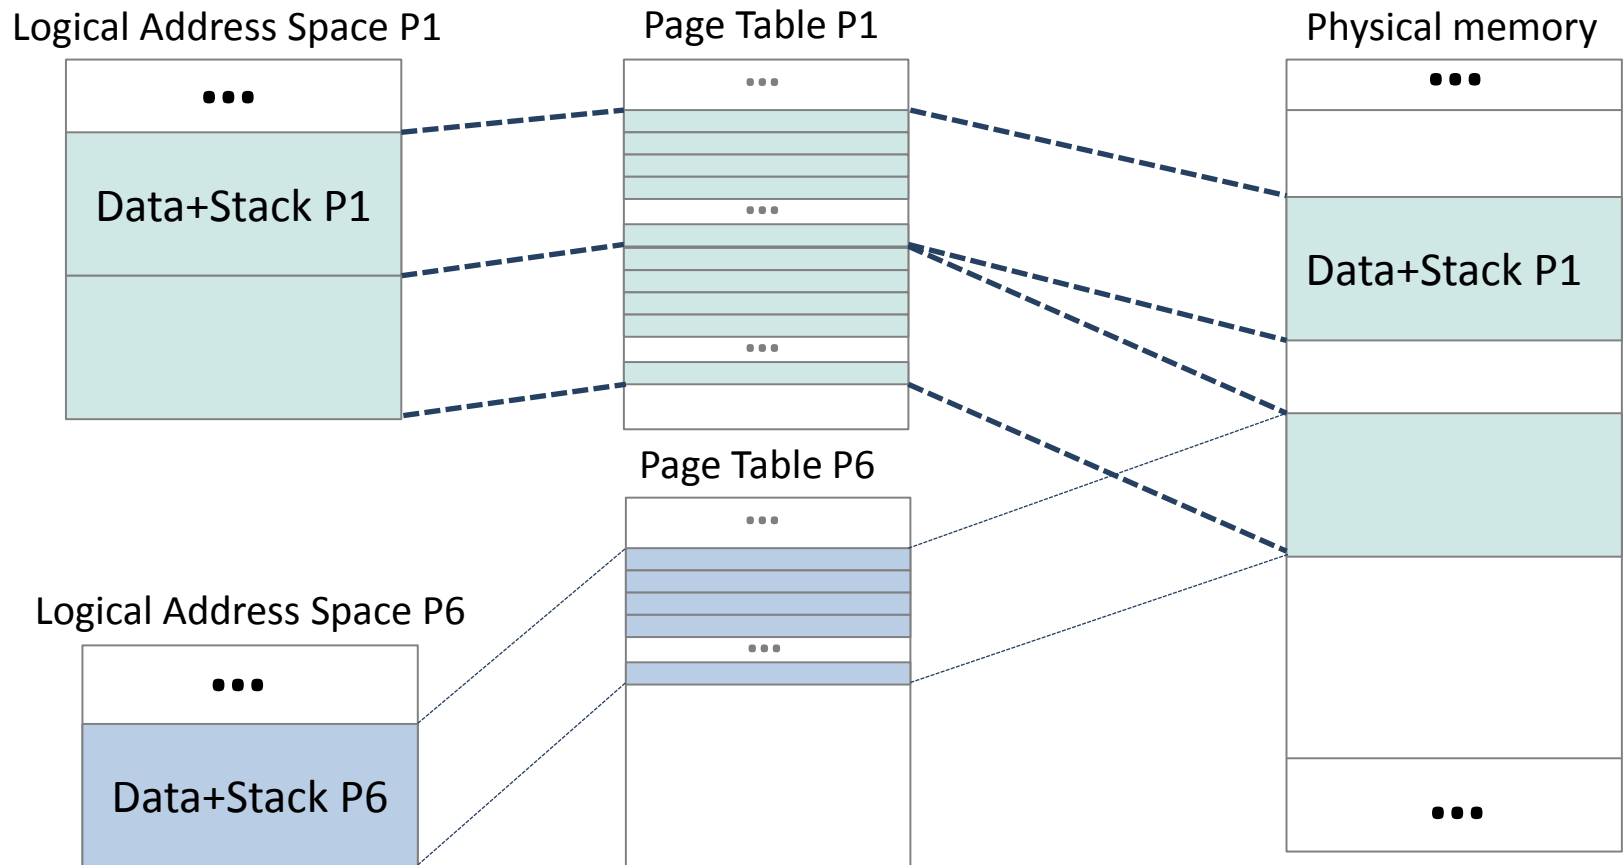 Logical Address Space P1
Page Table P1
Physical memory
...
...
...
Data+Stack P1
...
Data+Stack P1
...
Page Table P6
...
Logical Address Space P6
...
...
Data+Stack P6
...